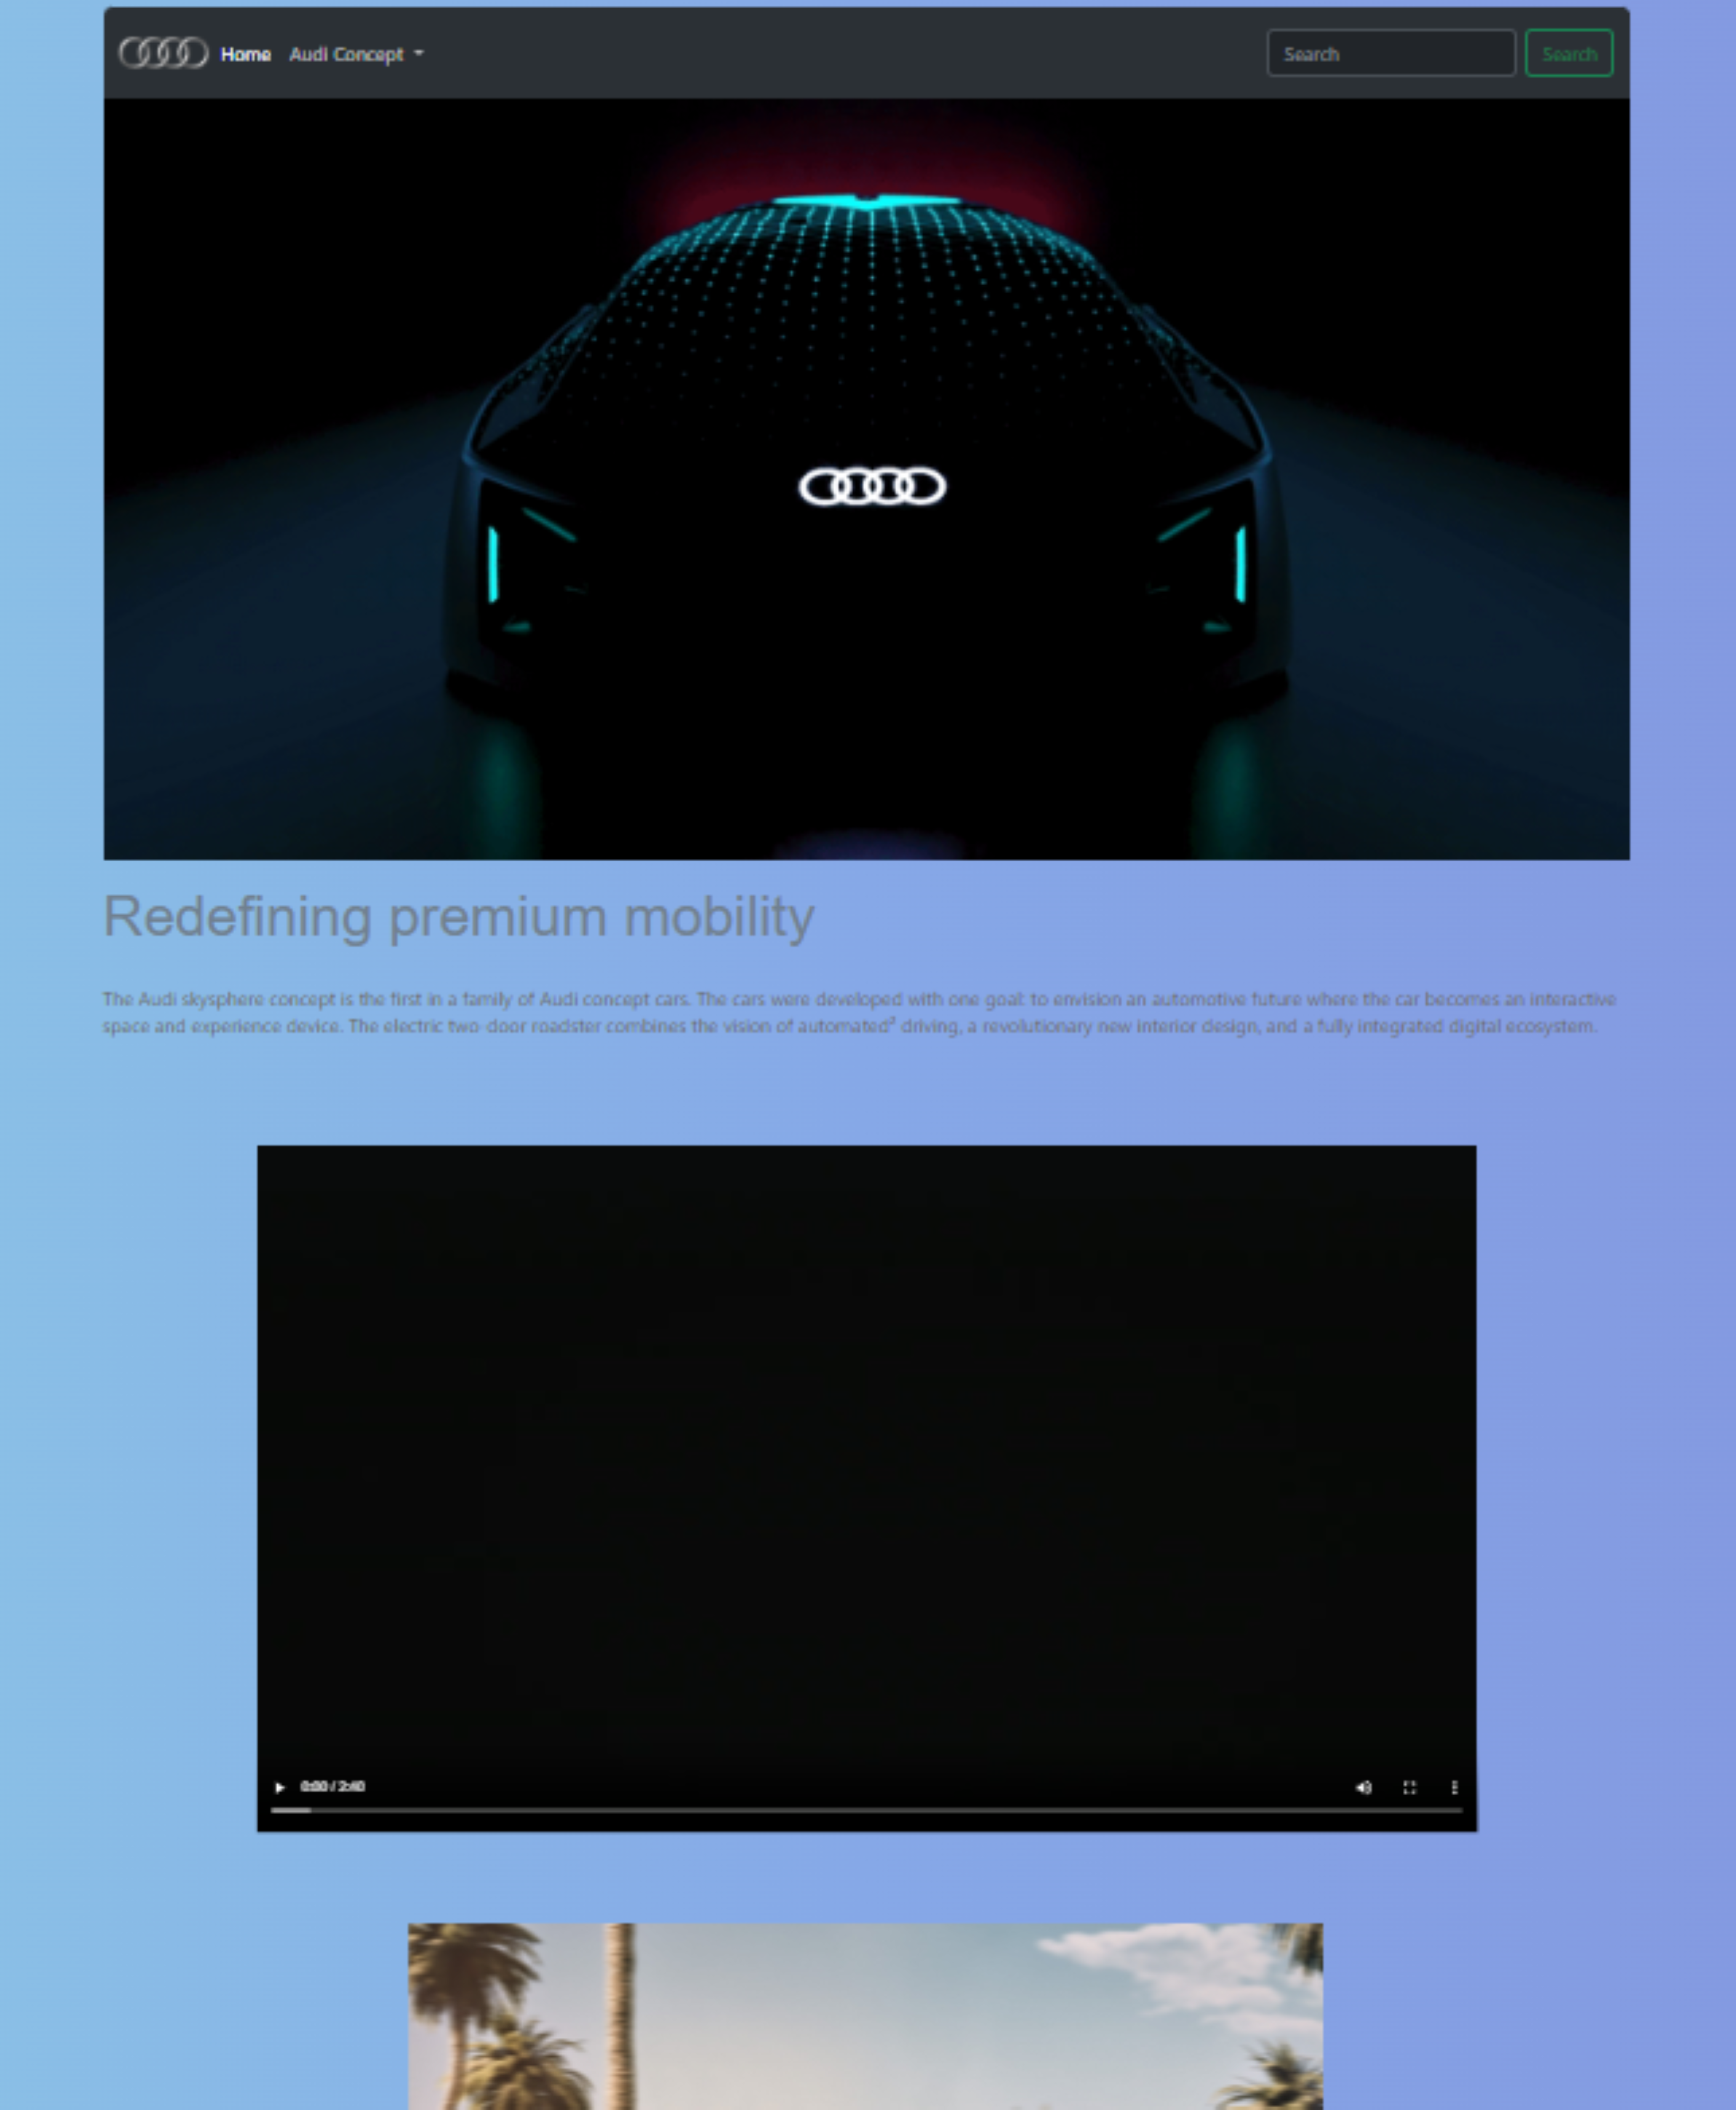 Home Audi Concept Search Search
Redefining premium mobility
The Audi skysphere concept is the first in a family of Audi concept cars. The cars were developed with one goal: to envision an automotive future where the car becomes an interactive
space and experience device. The electric two-door roadster combines the vision of automated² driving, a revolutionary new interior design, and a fully integrated digital ecosystem.
0:00 / 2:40